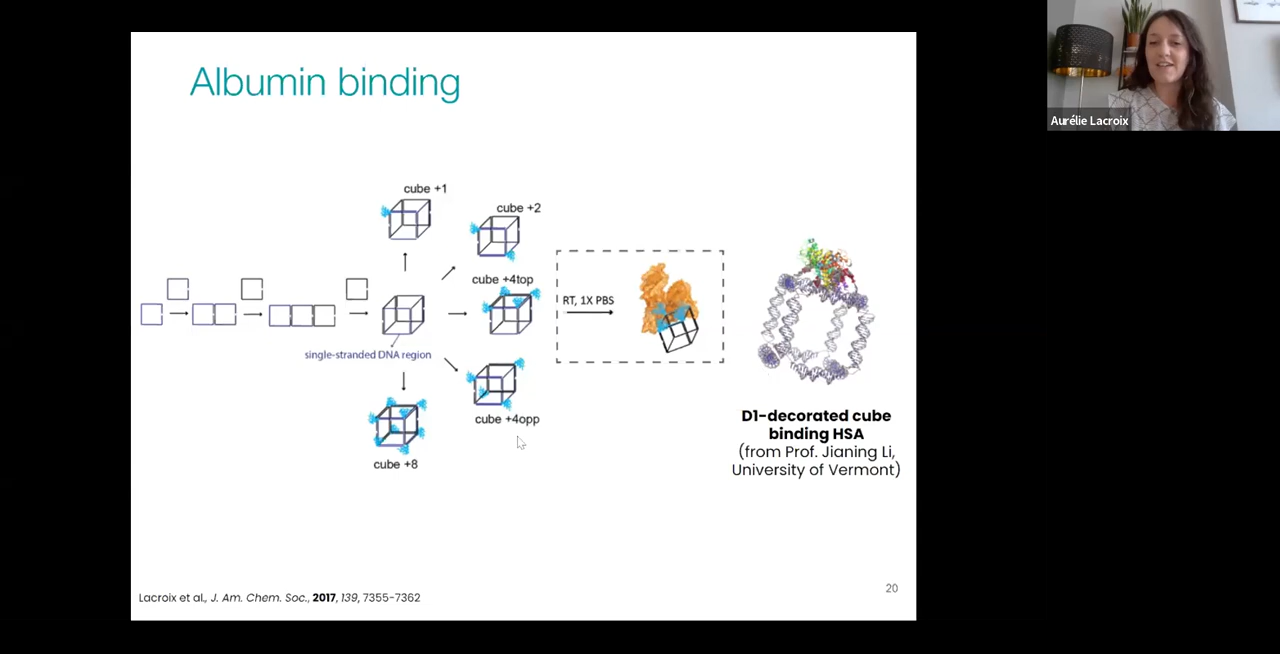 Albumin binding
cube +1
cube +2
cube +4top
RT, 1X PBS
single-stranded DNA region
cube +4opp
cube +8
D1-decorated cube
binding HSA
(from Prof. Jianing Li,
University of Vermont)
Lacroix et al., J. Am. Chem. Soc., 2017, 139, 7355-7362
20
Aurélie Lacroix